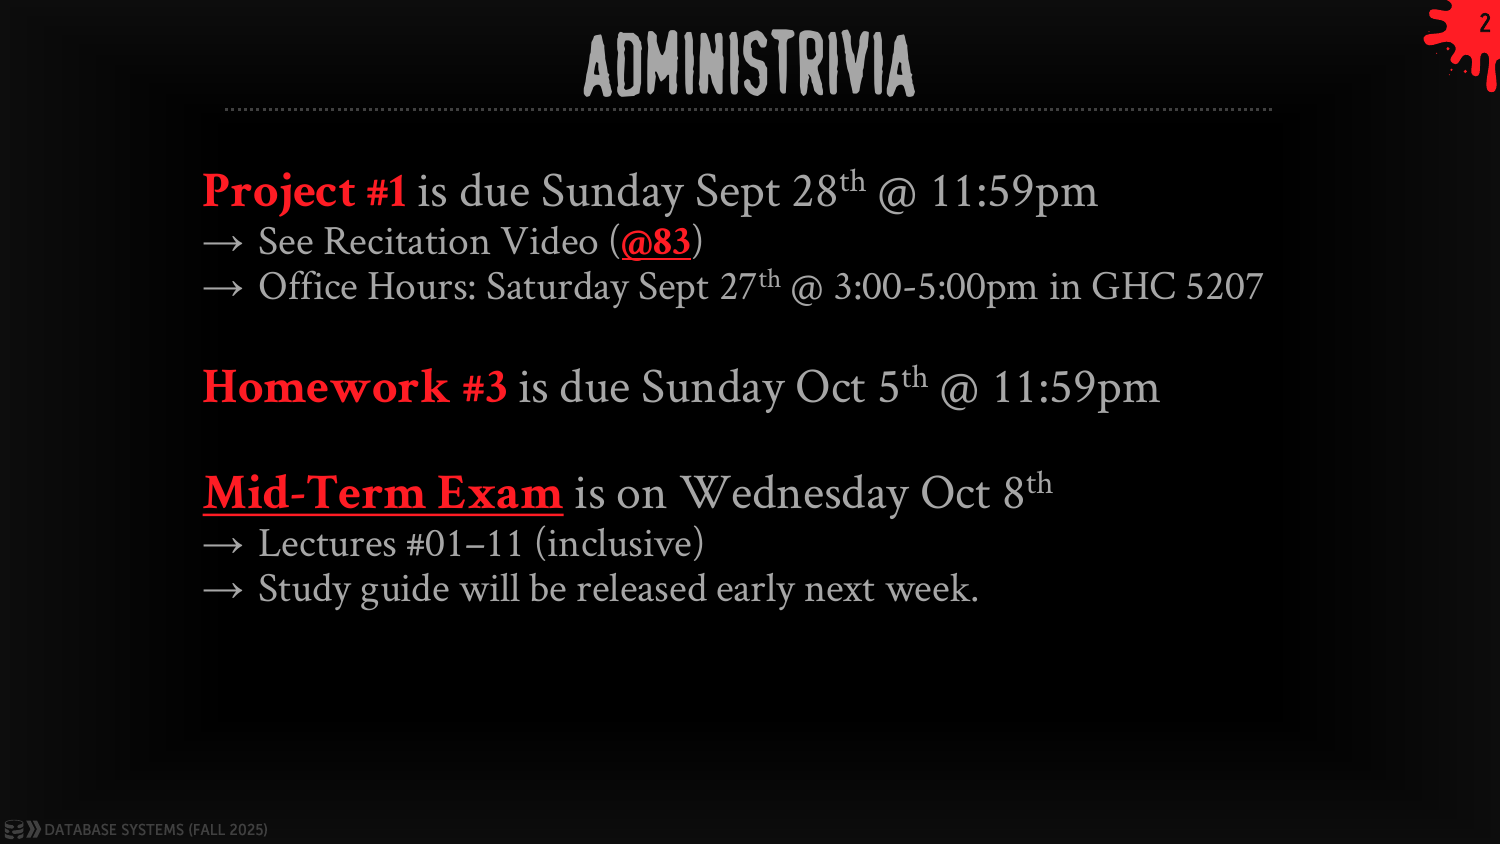 2
ADMINISTRIVIA
Project #1 is due Sunday Sept 28th @ 11:59pm
→ See Recitation Video (@83)
→ Office Hours: Saturday Sept 27th @ 3:00-5:00pm in GHC 5207
Homework #3 is due Sunday Oct 5th @ 11:59pm
Mid-Term Exam is on Wednesday Oct 8th
→ Lectures #01–11 (inclusive)
→ Study guide will be released early next week.
DATABASE SYSTEMS (FALL 2025)